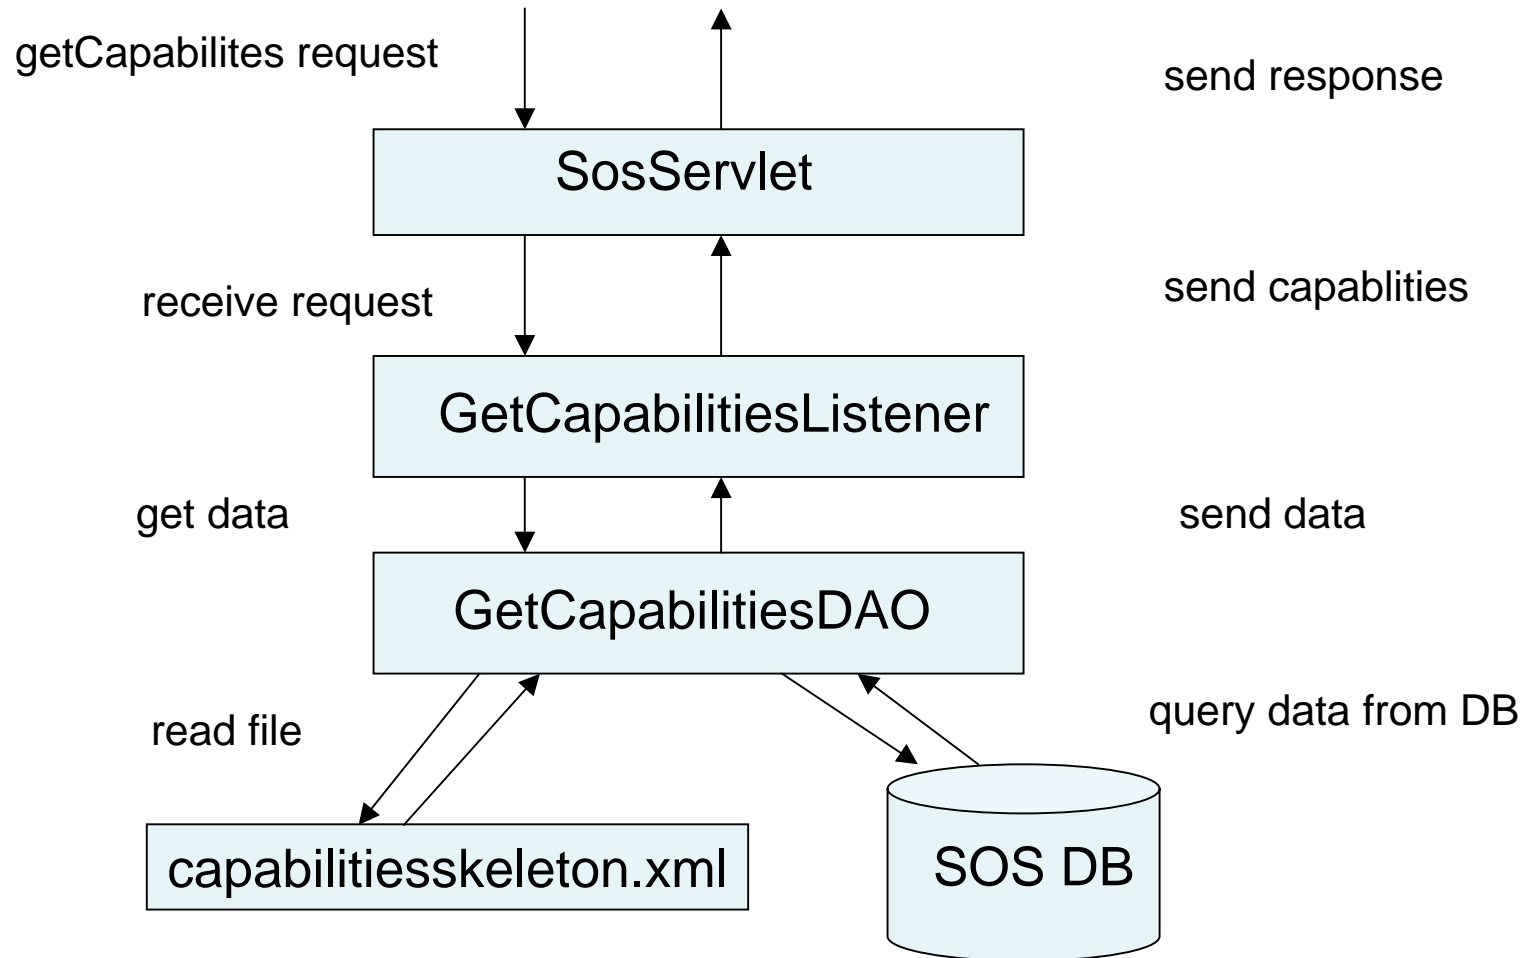 getCapabilites request
send response
SosServlet
receive request
send capablities
GetCapabilitiesListener
get data
send data
GetCapabilitiesDAO
read file
query data from DB
capabilitiesskeleton.xml
SOS DB